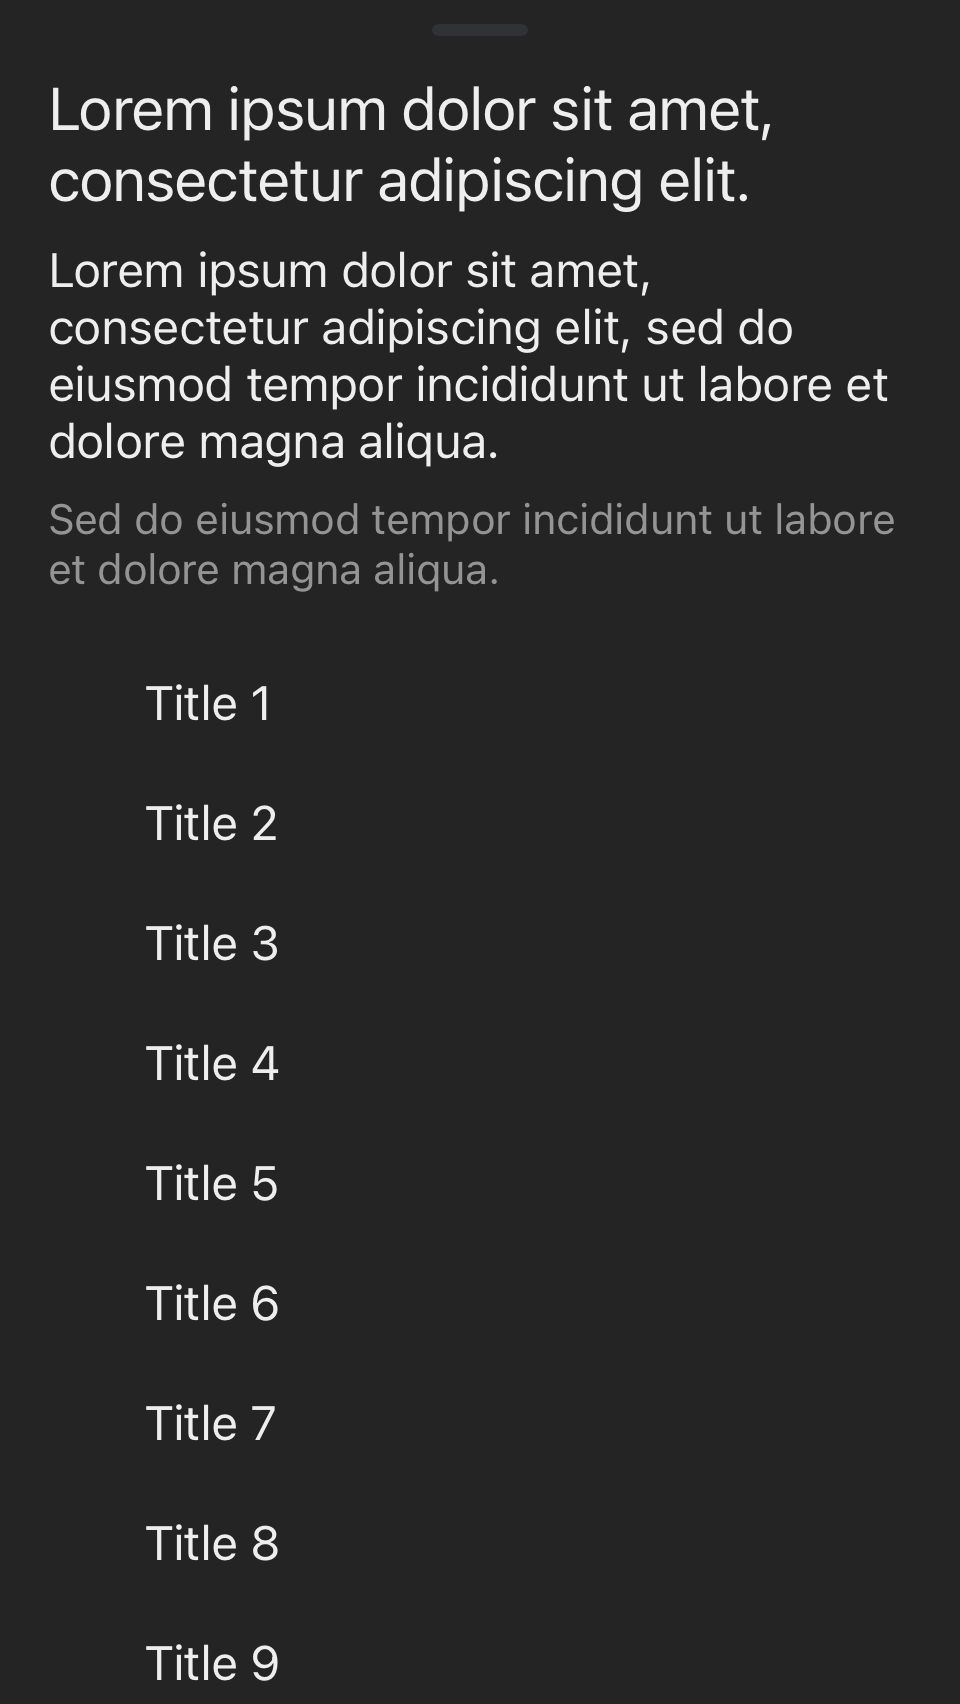 Lorem ipsum dolor sit amet,
consectetur adipiscing elit.
Lorem ipsum dolor sit amet,
consectetur adipiscing elit, sed do
eiusmod tempor incididunt ut labore et
dolore magna aliqua.
Sed do eiusmod tempor incididunt ut labore
et dolore magna aliqua.
Title 1
Title 2
Title 3
Title 4
Title 5
Title 6
Title 7
Title 8
Title 9